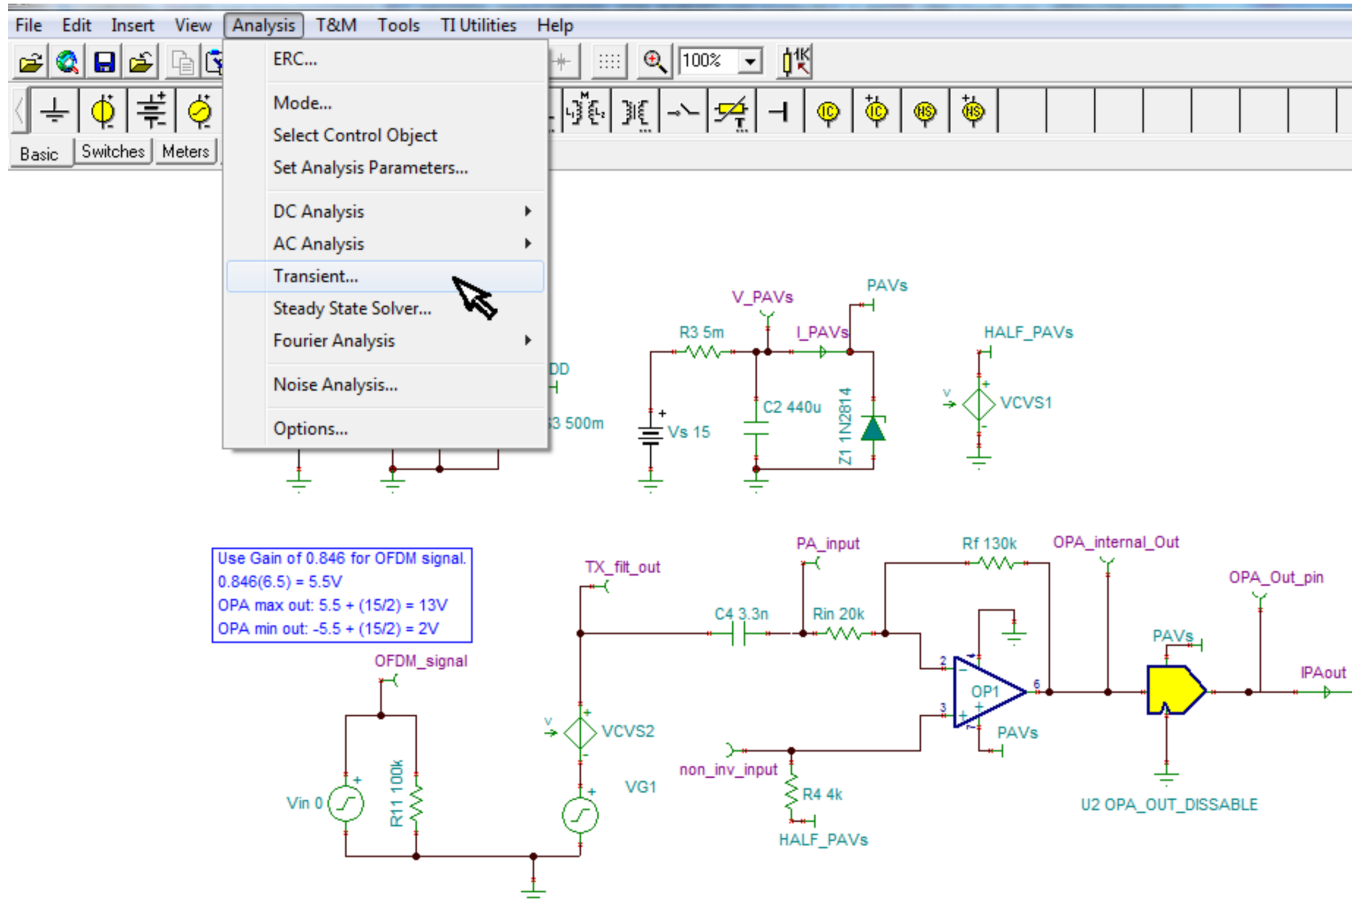 File Edit Insert View Analysis T&M Tools TI Utilities Help
100%
1K
Basic Switches Meters
ERC...
Mode...
Select Control Object
Set Analysis Parameters...
DC Analysis
AC Analysis
Transient...
Steady State Solver...
Fourier Analysis
Noise Analysis...
Options...
DD
3 500m
V_PAVs
PAVs
R3 5m
I_PAVs
HALF_PAVs
Vs 15
C2 440u
Z1 1N2814
V
VCVS1
Use Gain of 0.846 for OFDM signal.
0.846(6.5) = 5.5V
OPA max out: 5.5 + (15/2) = 13V
OPA min out: -5.5 + (15/2) = 2V
OFDM_signal
Vin 0
R11 100k
TX_filt_out
V
VCVS2
VG1
C4 3.3n
PA_input
Rin 20k
Rf 130k
OPA_internal_Out
OPA_Out_pin
2
3
6
7
OP1
PAVs
PAVs
IPAout
non_inv_input
R4 4k
HALF_PAVs
U2 OPA_OUT_DISSABLE